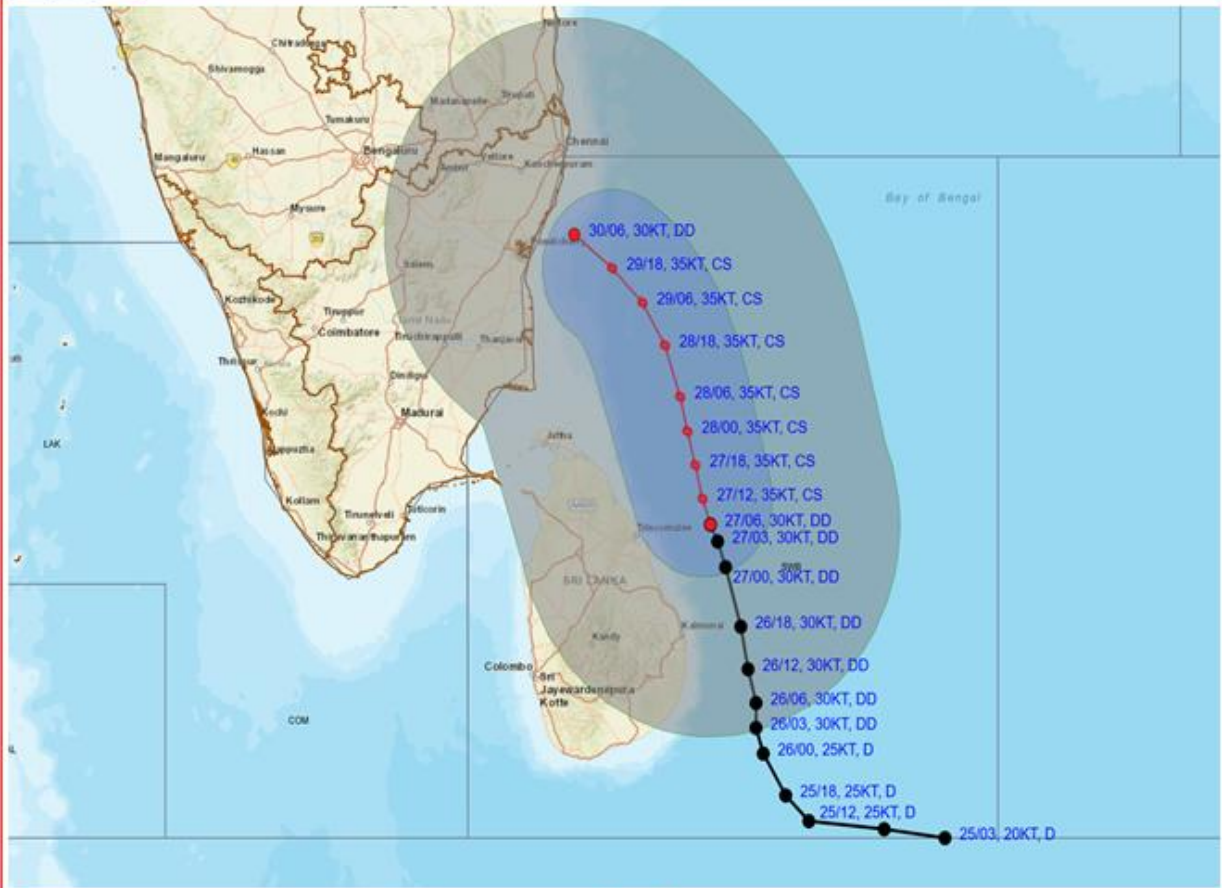 Nellore
Chitradurga
Shivamogga
Madanapalle
Tirupati
Tumakuru
Chennai
Mangaluru
Hassan
Bengaluru
Vellore
Kancheepuram
Ambur
Mysuru
Bay of Bengal
30/06, 30KT, DD
Salem
29/18, 35KT, CS
Kozhikode
29/06, 35KT, CS
Tiruppur
Coimbatore
Tamil Nadu
Tiruchirappalli
Thanjavur
28/18, 35KT, CS
Dindigul
28/06, 35KT, CS
Kochi
Madurai
28/00, 35KT, CS
LAK
Jaffna
27/18, 35KT, CS
Kollam
27/12, 35KT, CS
Tirunelveli
Tuticorin
Trincomalee
27/06, 30KT, DD
Thiruvananthapuram
27/03, 30KT, DD
27/00, 30KT, DD
SWB
SRI LANKA
Kalmunai
26/18, 30KT, DD
Kandy
Colombo
26/12, 30KT, DD
Sri
Jayewardenepura
Kotte
26/06, 30KT, DD
COM
26/03, 30KT, DD
26/00, 25KT, D
25/18, 25KT, D
25/12, 25KT, D
25/03, 20KT, D